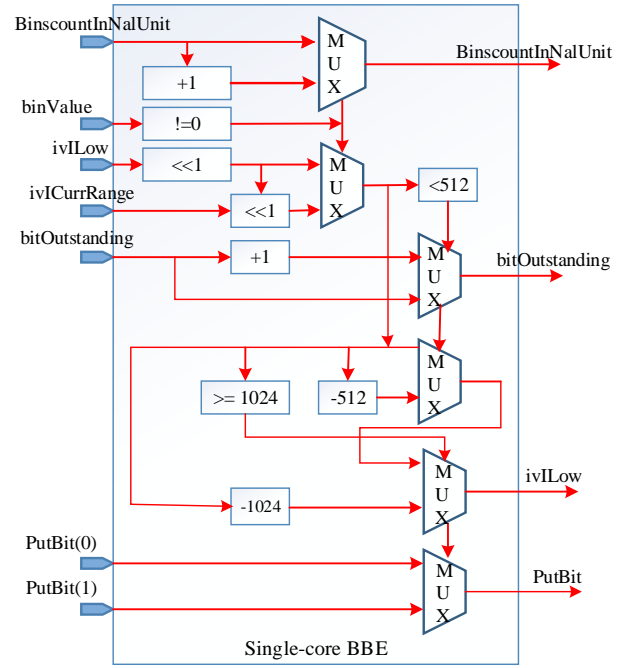 BinscountInNalUnit
M
U
X
BinscountInNalUnit
+1
binValue
!=0
ivILow
<<1
M
U
X
<512
ivICurrRange
<<1
bitOutstanding
+1
M
U
X
bitOutstanding
M
U
X
>= 1024
-512
M
U
X
ivILow
-1024
PutBit(0)
M
U
X
PutBit
PutBit(1)
Single-core BBE